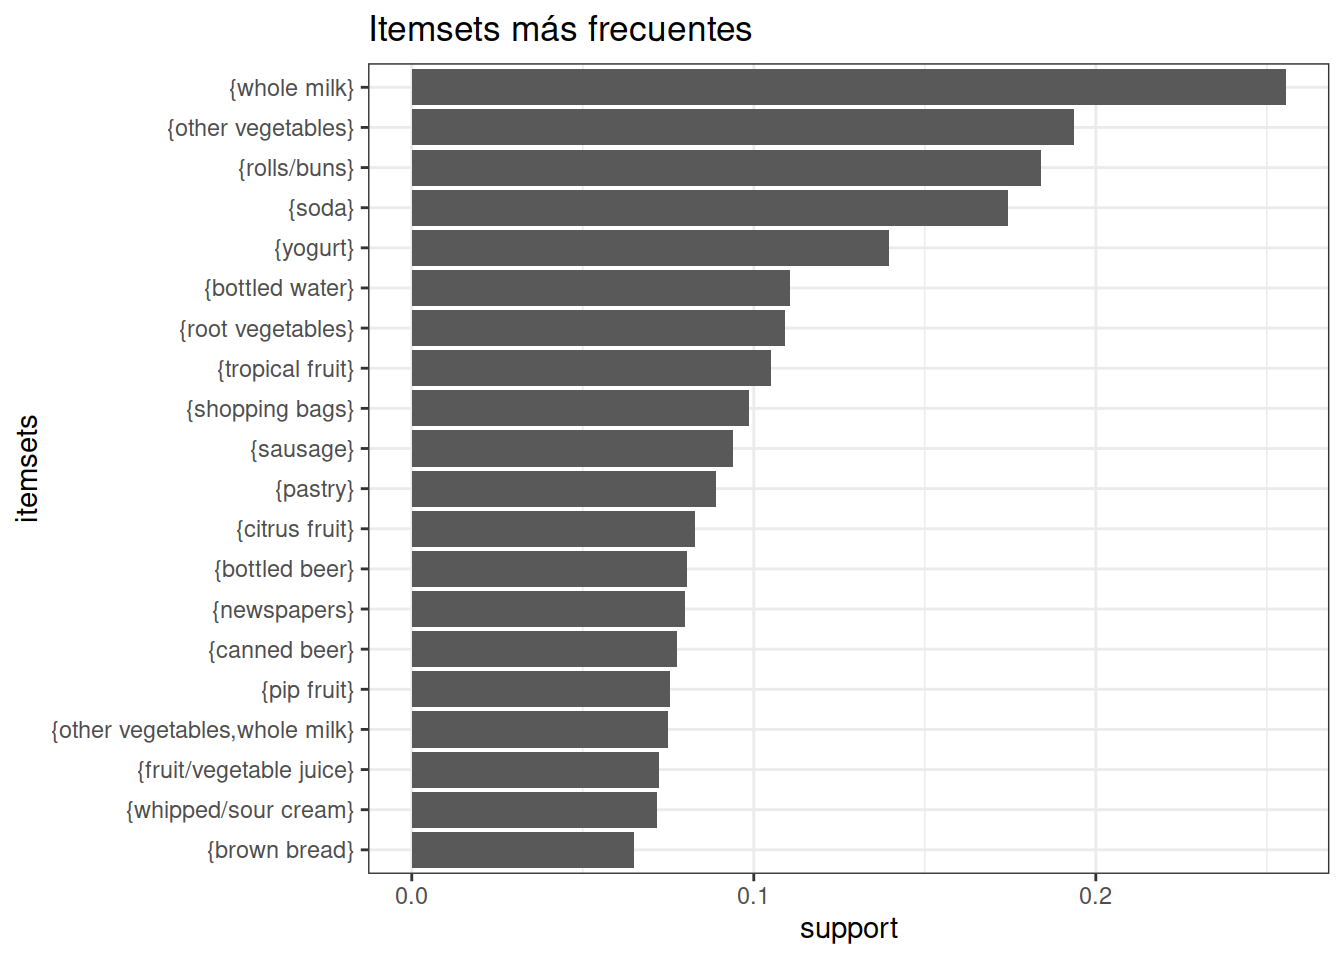 Itemsets más frecuentes
{whole milk}
{other vegetables}
{rolls/buns}
{soda}
{yogurt}
{bottled water}
{root vegetables}
{tropical fruit}
{shopping bags}
{sausage}
{pastry}
{citrus fruit}
{bottled beer}
{newspapers}
{canned beer}
{pip fruit}
{other vegetables,whole milk}
{fruit/vegetable juice}
{whipped/sour cream}
{brown bread}
itemsets
0.0 0.1 0.2
support